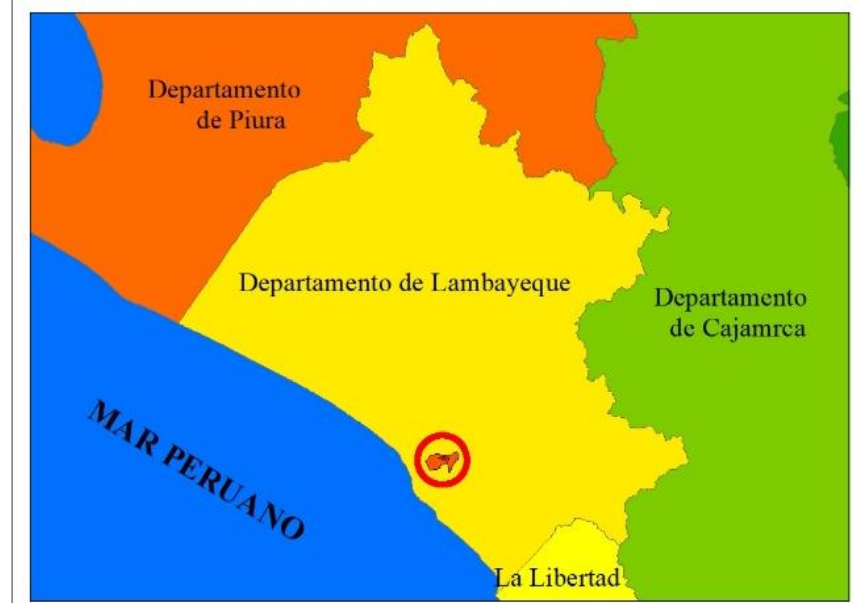 Departamento
de Piura
Departamento de Lambayeque
Departamento
de Cajamrca
MAR PERUANO
La Libertad